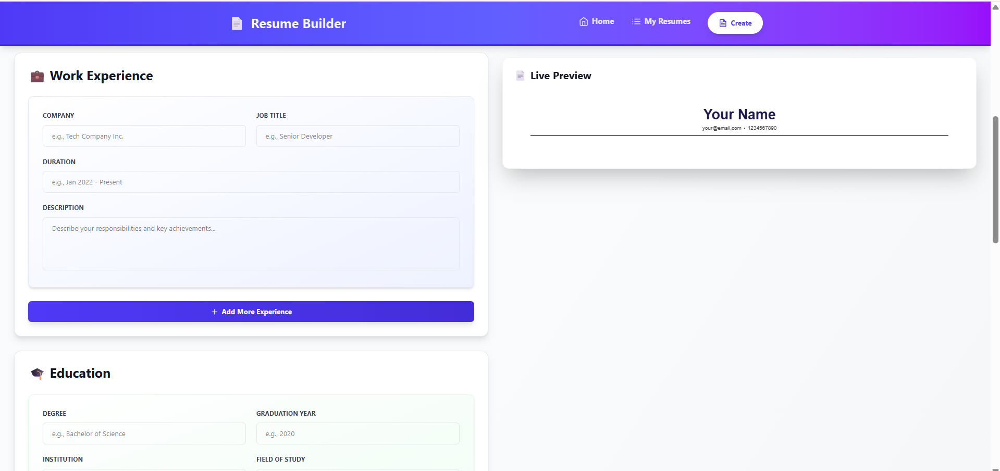 Resume Builder
Home
My Resumes
Create
Work Experience
COMPANY
JOB TITLE
e.g., Tech Company Inc.
e.g., Senior Developer
DURATION
e.g., Jan 2022 - Present
DESCRIPTION
Describe your responsibilities and key achievements...
+ Add More Experience
Education
DEGREE
GRADUATION YEAR
e.g., Bachelor of Science
e.g., 2020
INSTITUTION
FIELD OF STUDY
Live Preview
Your Name
your@email.com • 1234567890